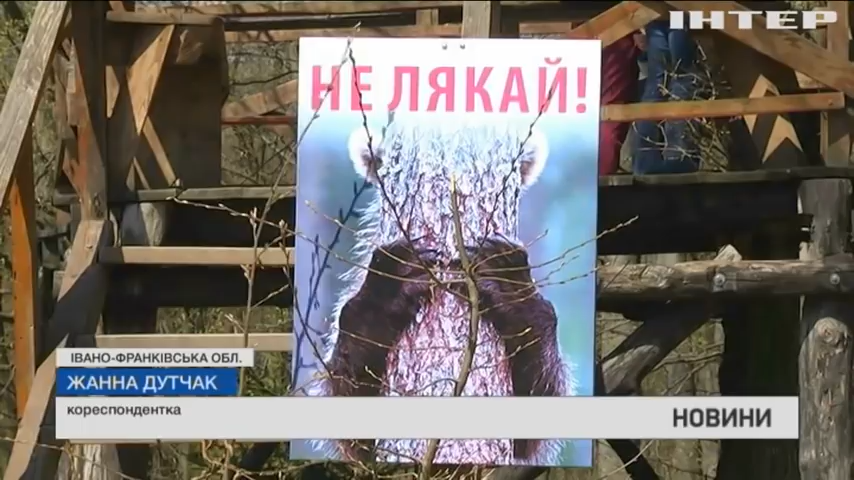 ІНТЕР
НЕ ЛЯКАЙ!
ІВАНО-ФРАНКІВСЬКА ОБЛ.
ЖАННА ДУТЧАК
кореспондентка
НОВИНИ